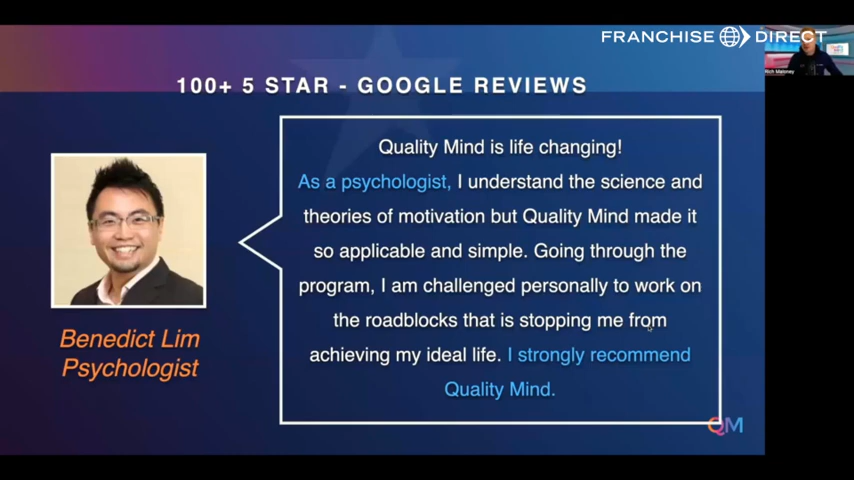 FRANCHISE DIRECT
Rich Maloney
100+ 5 STAR - GOOGLE REVIEWS
Quality Mind is life changing!
As a psychologist, I understand the science and
theories of motivation but Quality Mind made it
so applicable and simple. Going through the
program, I am challenged personally to work on
the roadblocks that is stopping me from
achieving my ideal life. I strongly recommend
Quality Mind.
Benedict Lim
Psychologist
QM